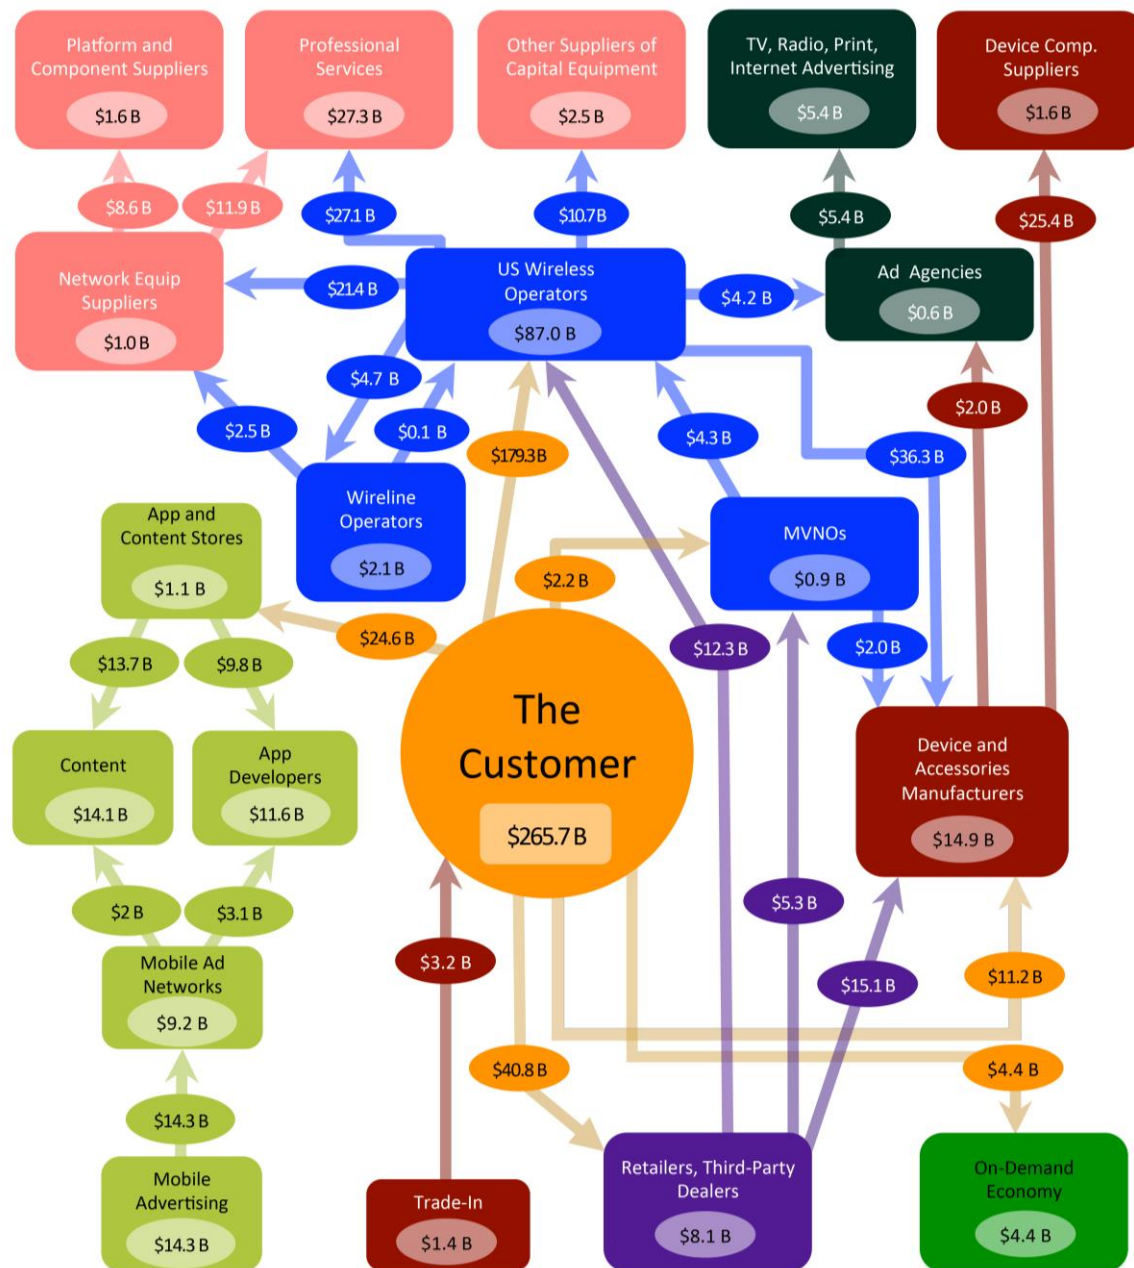 Platform and
Component Suppliers
$1.6 B
Professional
Services
$27.3 B
Other Suppliers of
Capital Equipment
$2.5 B
TV, Radio, Print,
Internet Advertising
$5.4 B
Device Comp.
Suppliers
$1.6 B
$8.6 B
$11.9 B
$27.1 B
$10.7 B
$5.4 B
$25.4 B
Network Equip
Suppliers
$1.0 B
$21.4 B
US Wireless
Operators
$87.0 B
$4.2 B
Ad Agencies
$0.6 B
$4.7 B
$2.5 B
$0.1 B
$179.3 B
$4.3 B
$2.0 B
$36.3 B
App and
Content Stores
$1.1 B
Wireline
Operators
$2.1 B
MVNOs
$0.9 B
$2.2 B
$24.6 B
$12.3 B
$2.0 B
$13.7 B
$9.8 B
Content
$14.1 B
App
Developers
$11.6 B
The
Customer
$265.7 B
Device and
Accessories
Manufacturers
$14.9 B
$2 B
$3.1 B
$5.3 B
Mobile Ad
Networks
$9.2 B
$3.2 B
$15.1 B
$11.2 B
$40.8 B
$4.4 B
$14.3 B
Mobile
Advertising
$14.3 B
Trade-In
$1.4 B
Retailers, Third-Party
Dealers
$8.1 B
On-Demand
Economy
$4.4 B